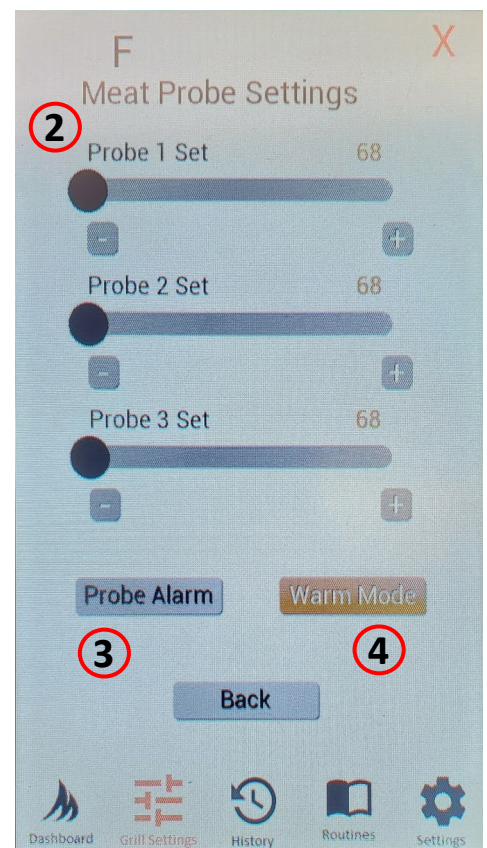 F
X
Meat Probe Settings
2
Probe 1 Set 68
- +
Probe 2 Set 68
- +
Probe 3 Set 68
- +
Probe Alarm Warm Mode
3 4
Back
Dashboard Grill Settings History Routines Settings